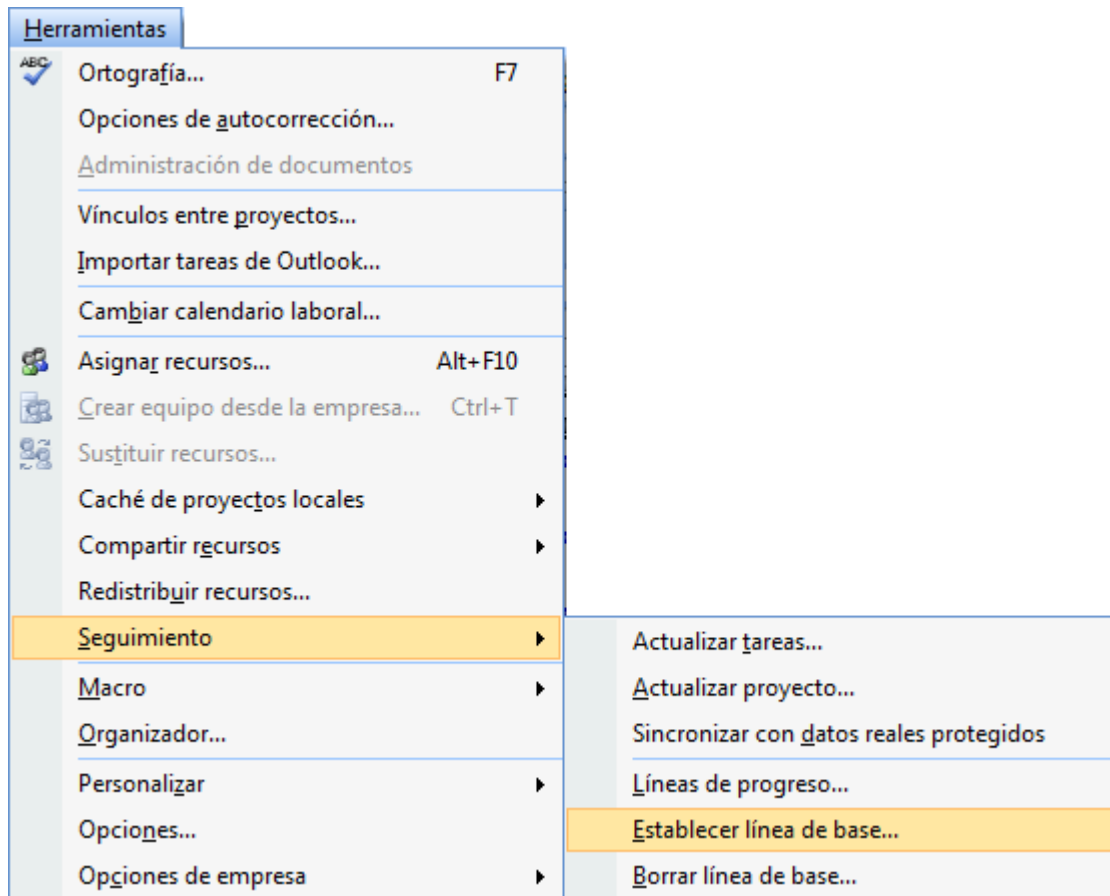 Herramientas
ABC
Ortografía... F7
Opciones de autocorrección...
Administración de documentos
Vínculos entre proyectos...
Importar tareas de Outlook...
Cambiar calendario laboral...
Asignar recursos... Alt+F10
Crear equipo desde la empresa... Ctrl+T
Sustituir recursos...
Caché de proyectos locales
Compartir recursos
Redistribuir recursos...
Seguimiento
Macro
Organizador...
Personalizar
Opciones...
Opciones de empresa
Actualizar tareas...
Actualizar proyecto...
Sincronizar con datos reales protegidos
Líneas de progreso...
Establecer línea de base...
Borrar línea de base...